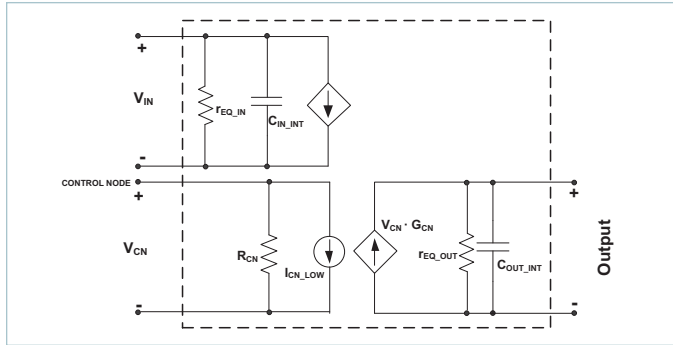 +
V_IN
r_EQ_IN
C_IN_INT
-
CONTROL NODE
+
V_CN
R_CN
I_CN_LOW
-
V_CN · G_CN
r_EQ_OUT
C_OUT_INT
+
Output
-